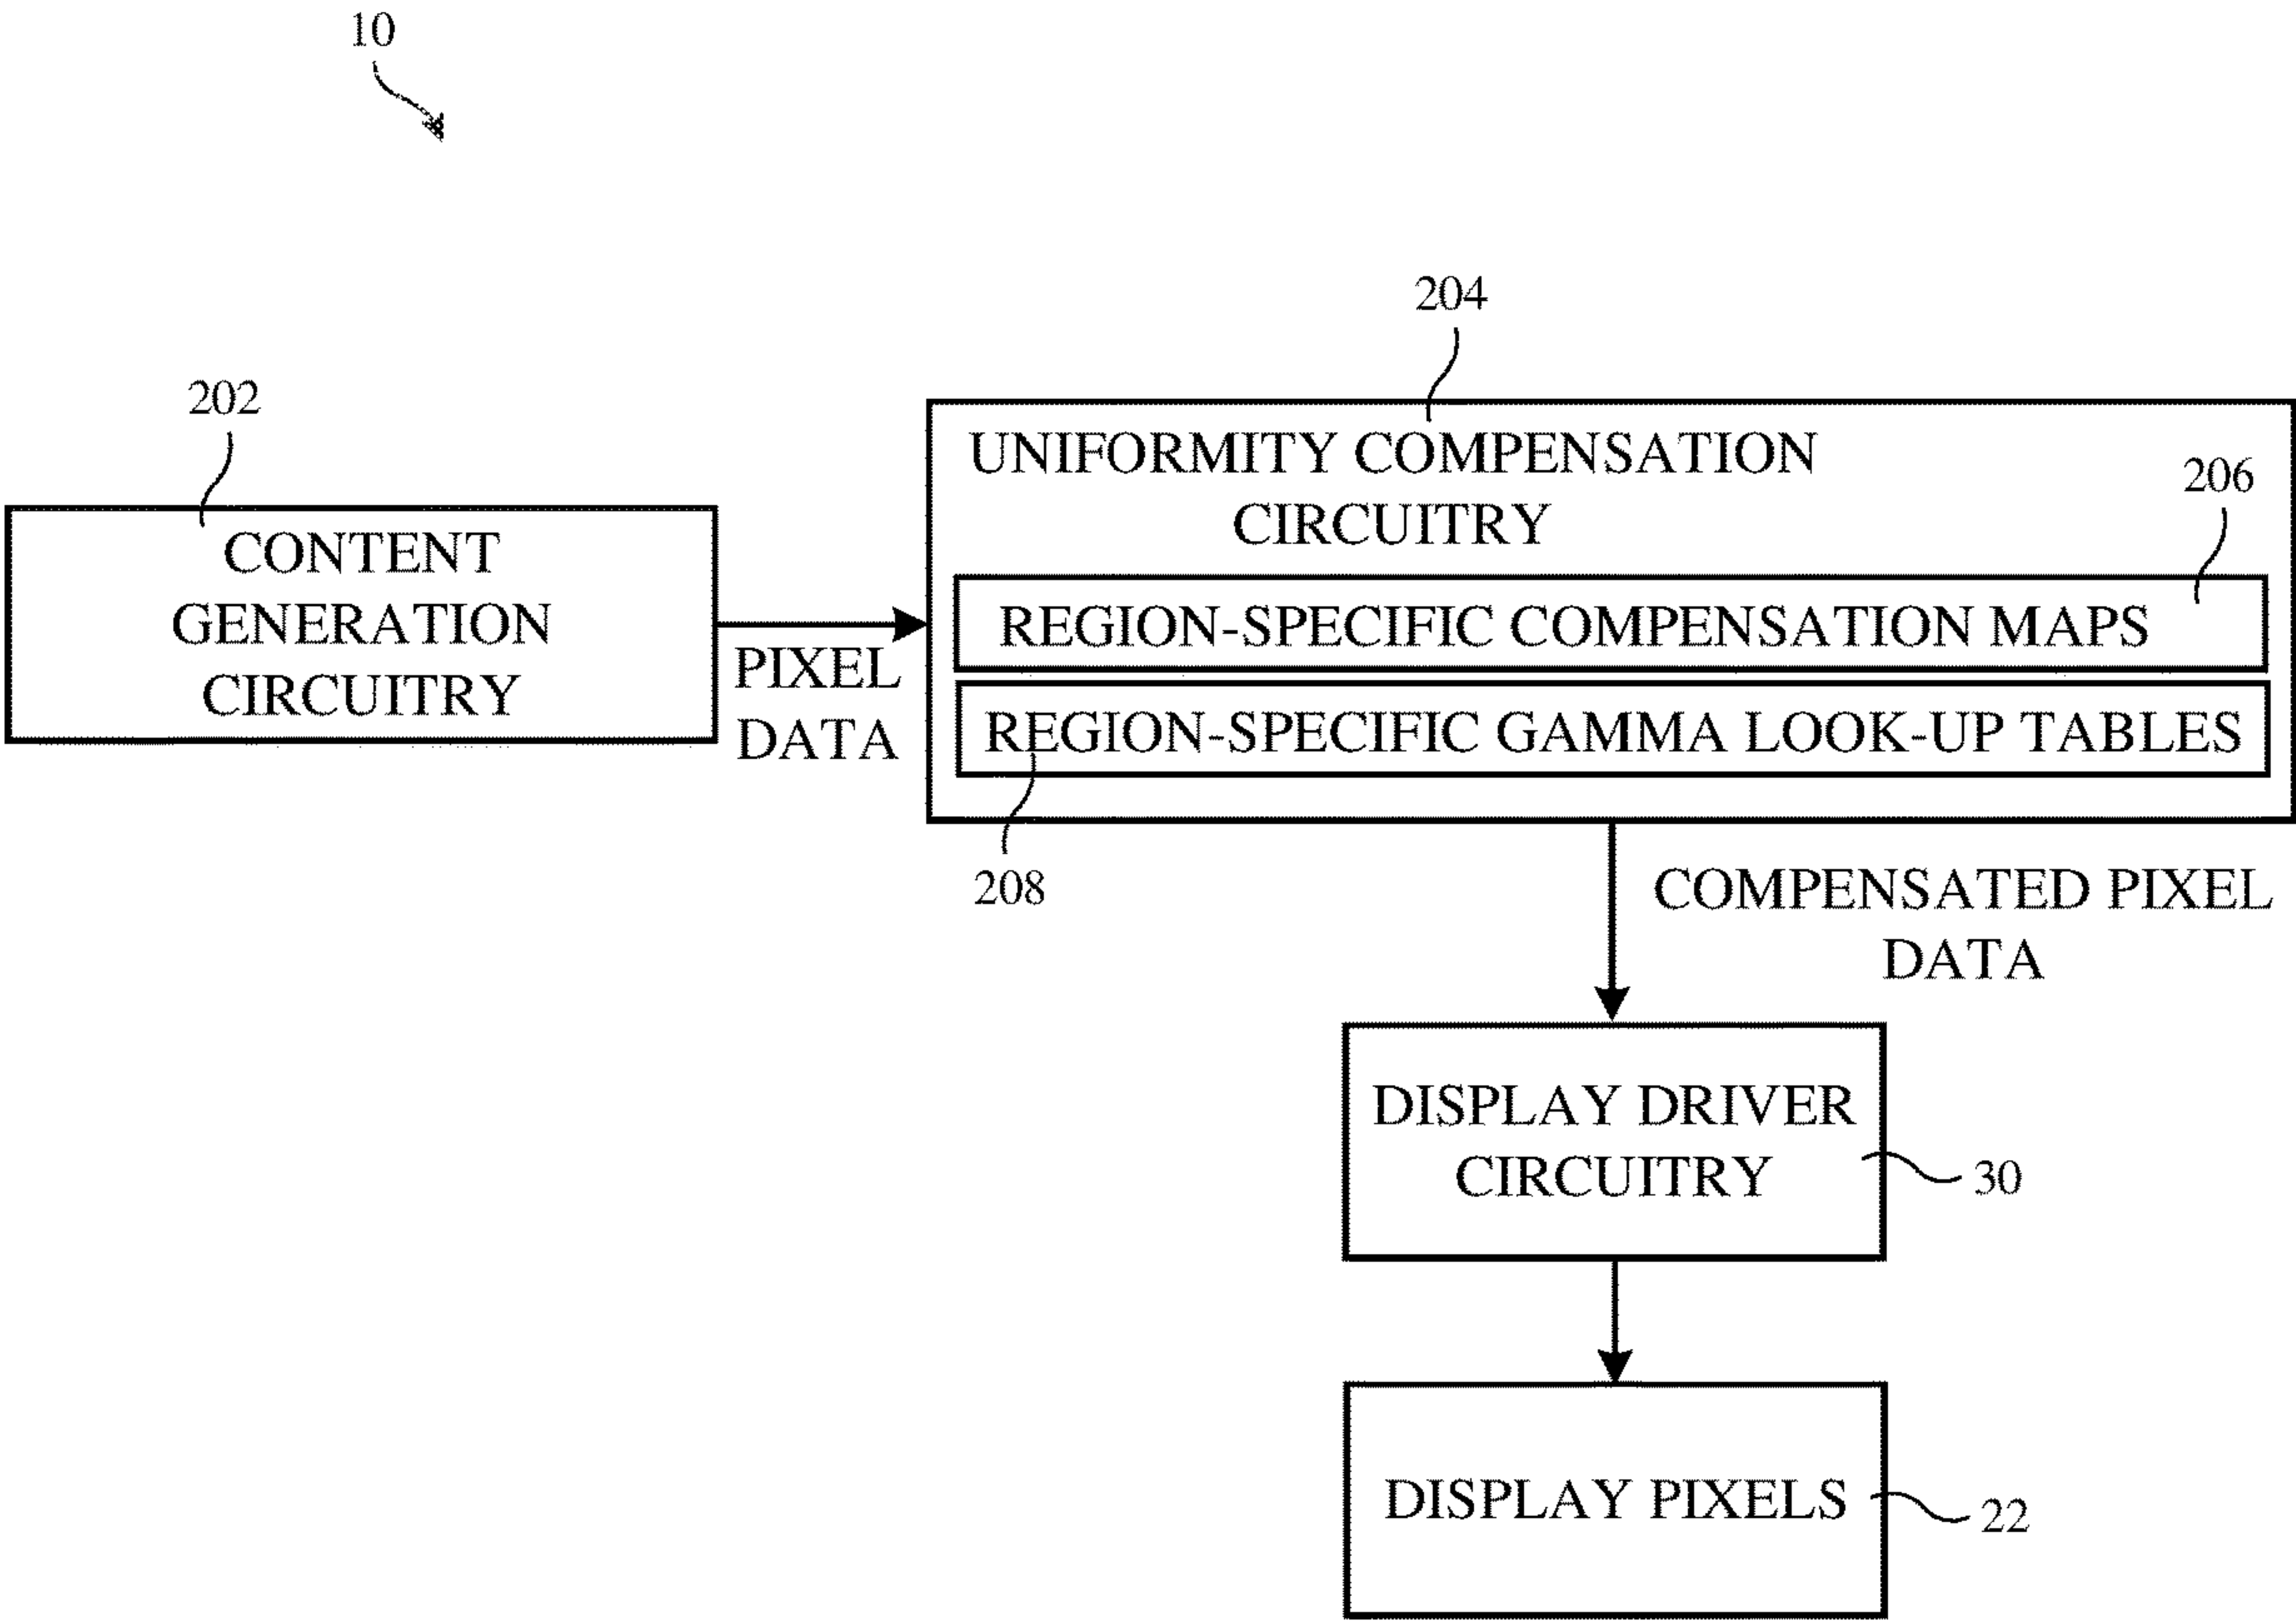 10
204
202
UNIFORMITY COMPENSATION
CIRCUITRY
206
CONTENT
GENERATION
CIRCUITRY
PIXEL
DATA
REGION-SPECIFIC COMPENSATION MAPS
REGION-SPECIFIC GAMMA LOOK-UP TABLES
208
COMPENSATED PIXEL
DATA
DISPLAY DRIVER
CIRCUITRY
30
DISPLAY PIXELS
22